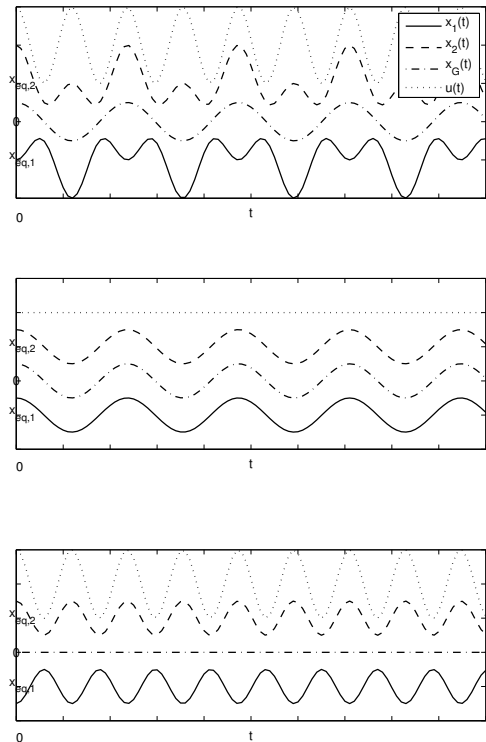 x_1(t)
x_2(t)
x_G(t)
u(t)
x_eq,2
0
x_eq,1
0
t
x_eq,2
0
x_eq,1
0
t
x_eq,2
0
x_eq,1
0
t